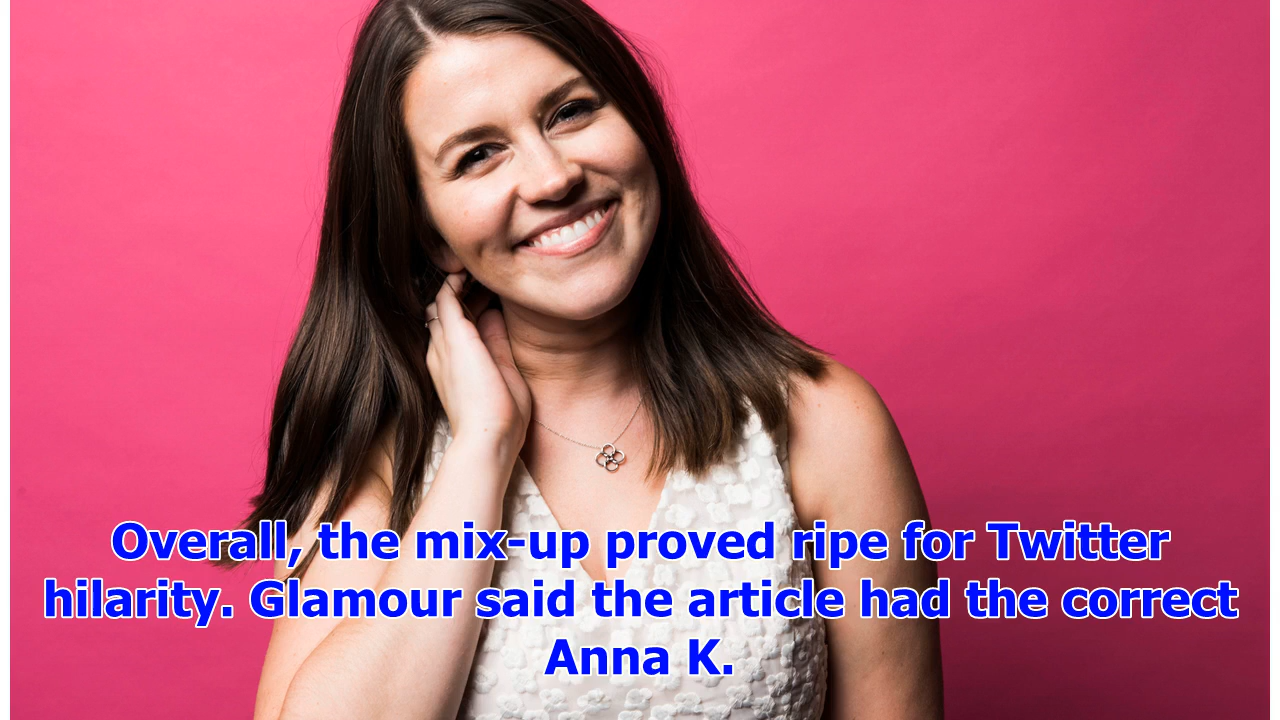 Overall, the mix-up proved ripe for Twitter
hilarity. Glamour said the article had the correct
Anna K.